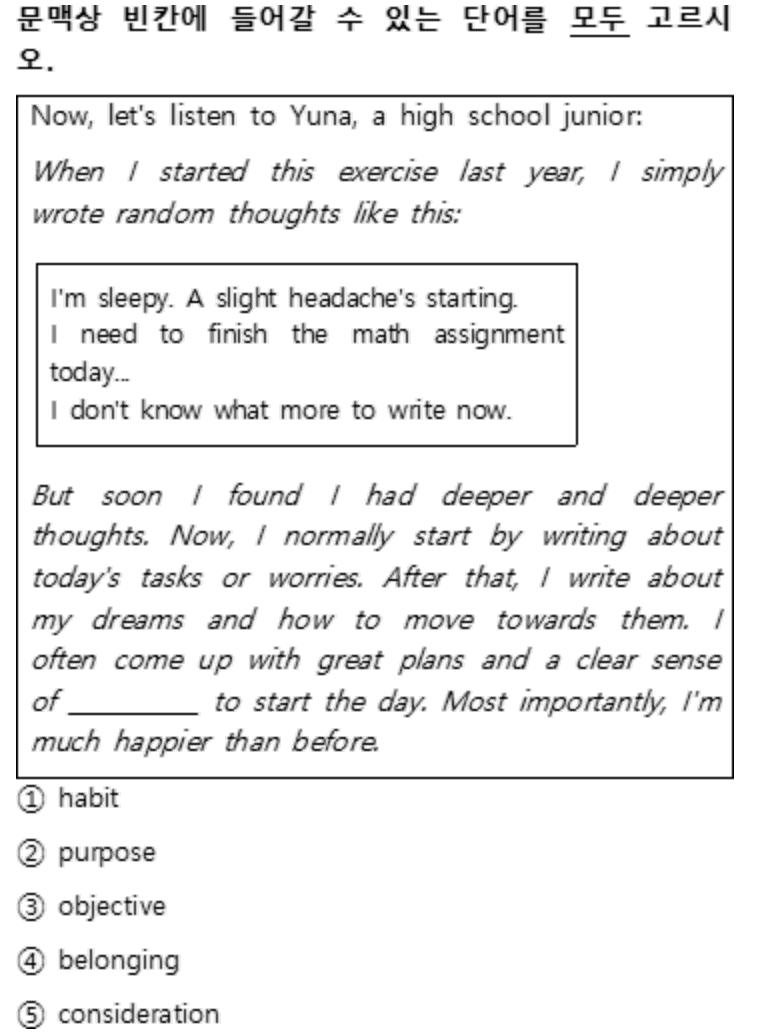 문맥상 빈칸에 들어갈 수 있는 단어를 모두 고르시
오.
Now, let's listen to Yuna, a high school junior:
When I started this exercise last year, I simply
wrote random thoughts like this:
I'm sleepy. A slight headache's starting.
I need to finish the math assignment
today...
I don't know what more to write now.
But soon I found I had deeper and deeper
thoughts. Now, I normally start by writing about
today's tasks or worries. After that, I write about
my dreams and how to move towards them. I
often come up with great plans and a clear sense
of __________ to start the day. Most importantly, I'm
much happier than before.
① habit
② purpose
③ objective
④ belonging
⑤ consideration